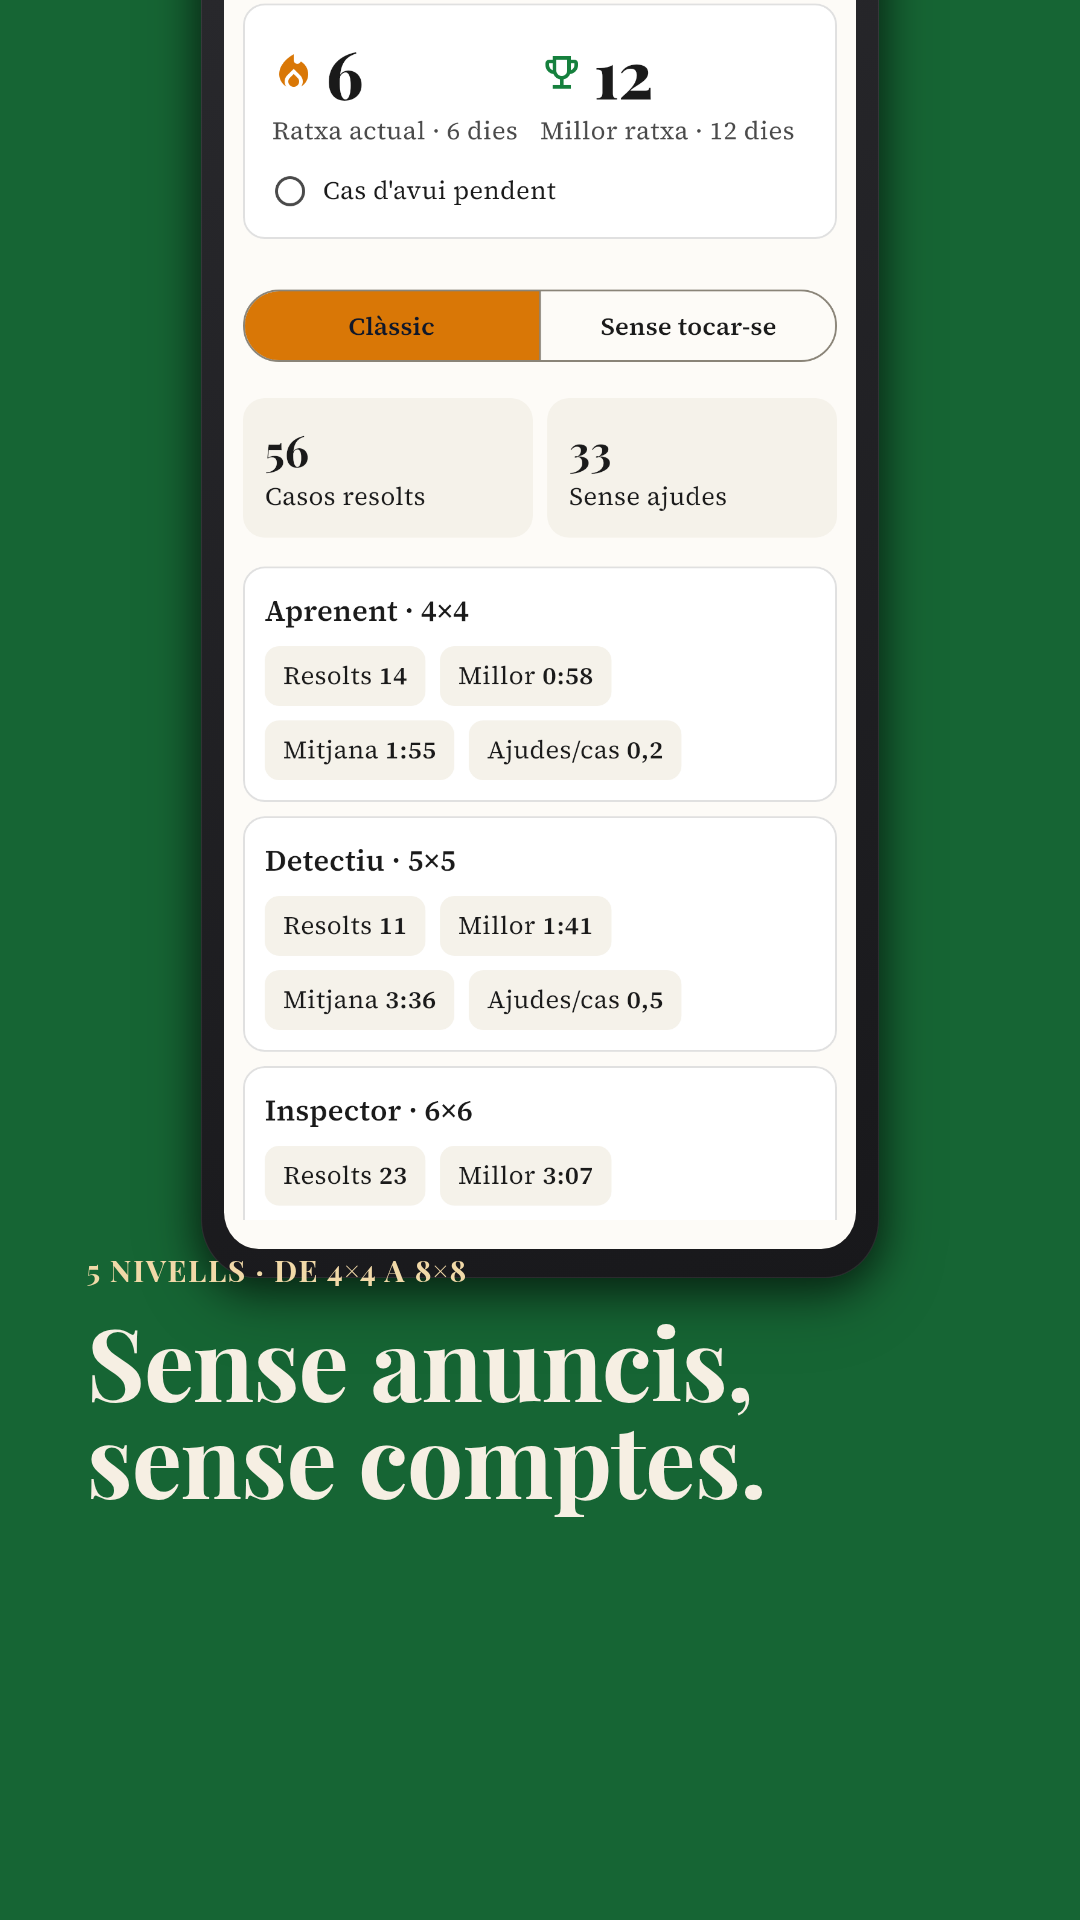 6
12
Ratxa actual · 6 dies
Millor ratxa · 12 dies
Cas d'avui pendent
Clàssic
Sense tocar-se
56
Casos resolts
33
Sense ajudes
Aprenent · 4×4
Resolts 14
Millor 0:58
Mitjana 1:55
Ajudes/cas 0,2
Detectiu · 5×5
Resolts 11
Millor 1:41
Mitjana 3:36
Ajudes/cas 0,5
Inspector · 6×6
Resolts 23
Millor 3:07
5 NIVELLS · DE 4×4 A 8×8
Sense anuncis,
sense comptes.